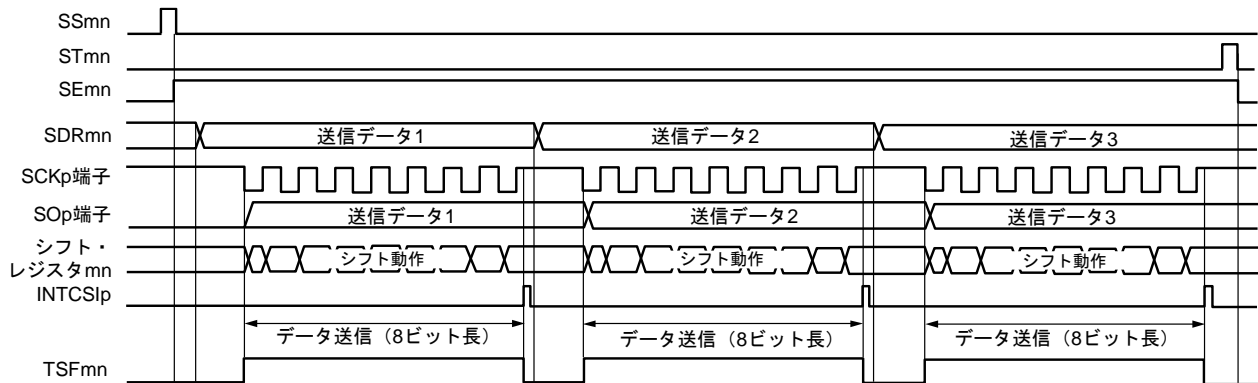 SSmn
STmn
SEmn
SDRmn
送信データ1
送信データ2
送信データ3
SCKp端子
SOp端子
送信データ1
送信データ2
送信データ3
シフト・
レジスタmn
シフト動作
シフト動作
シフト動作
INTCSIp
データ送信（8ビット長）
データ送信（8ビット長）
データ送信（8ビット長）
TSFmn